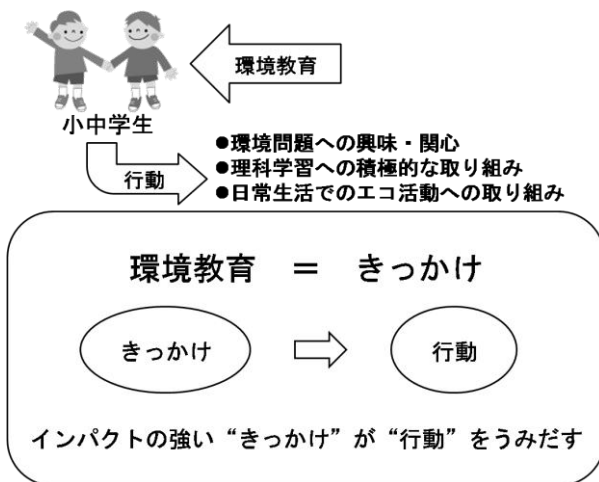 環境教育
小中学生
行動
●環境問題への興味・関心
●理科学習への積極的な取り組み
●日常生活でのエコ活動への取り組み
環境教育 ＝ きっかけ
きっかけ
行動
インパクトの強い“きっかけ”が“行動”をうみだす